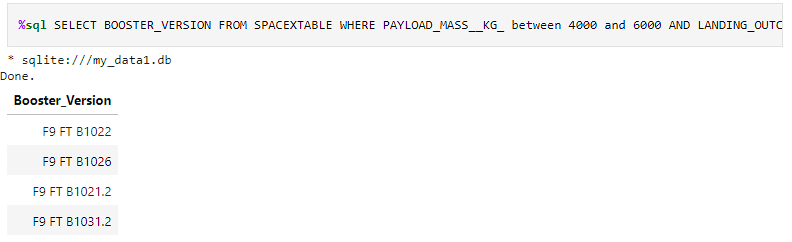 %sql SELECT BOOSTER_VERSION FROM SPACEXTABLE WHERE PAYLOAD_MASS__KG_ between 4000 and 6000 AND LANDING_OUTC
* sqlite:///my_data1.db
Done.
Booster_Version
F9 FT B1022
F9 FT B1026
F9 FT B1021.2
F9 FT B1031.2